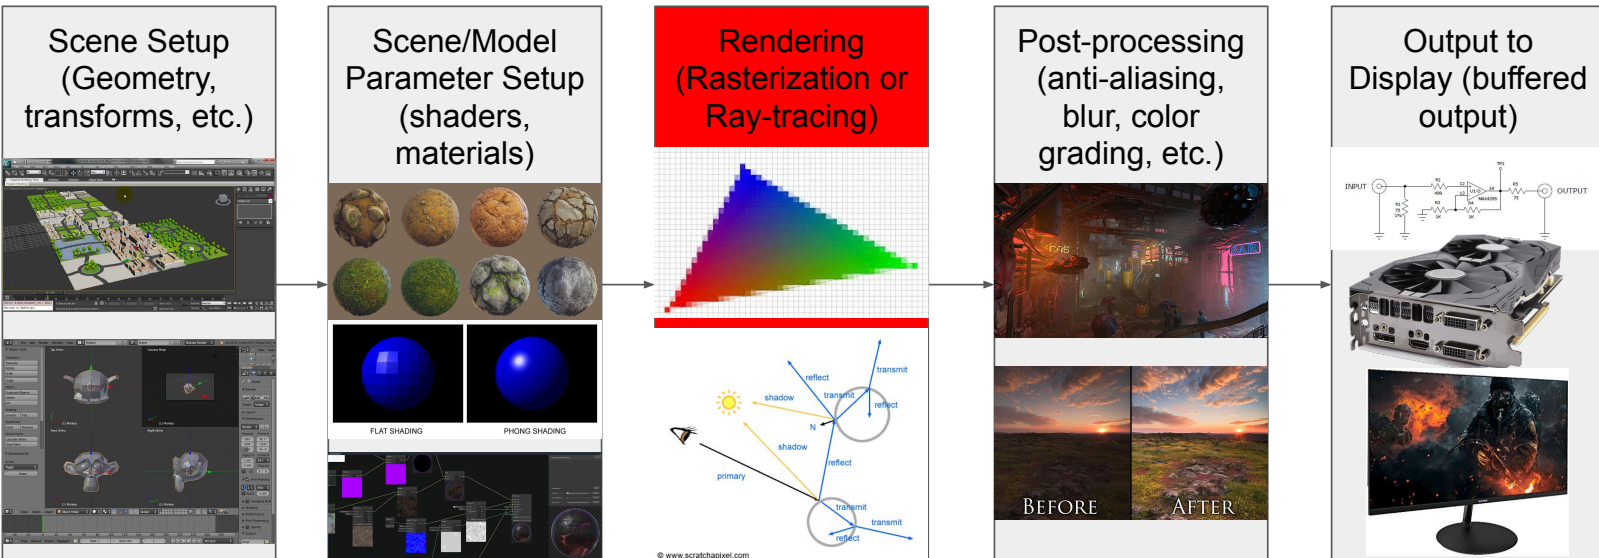 Scene Setup
(Geometry,
transforms, etc.)
Scene/Model
Parameter Setup
(shaders,
materials)
FLAT SHADING
PHONG SHADING
Rendering
(Rasterization or
Ray-tracing)
transmit
reflect
transmit
reflect
shadow
N
shadow
reflect
primary
transmit
transmit
reflect
© www.scratchapixel.com
Post-processing
(anti-aliasing,
blur, color
grading, etc.)
BEFORE
AFTER
Output to
Display (buffered
output)
INPUT
OUTPUT